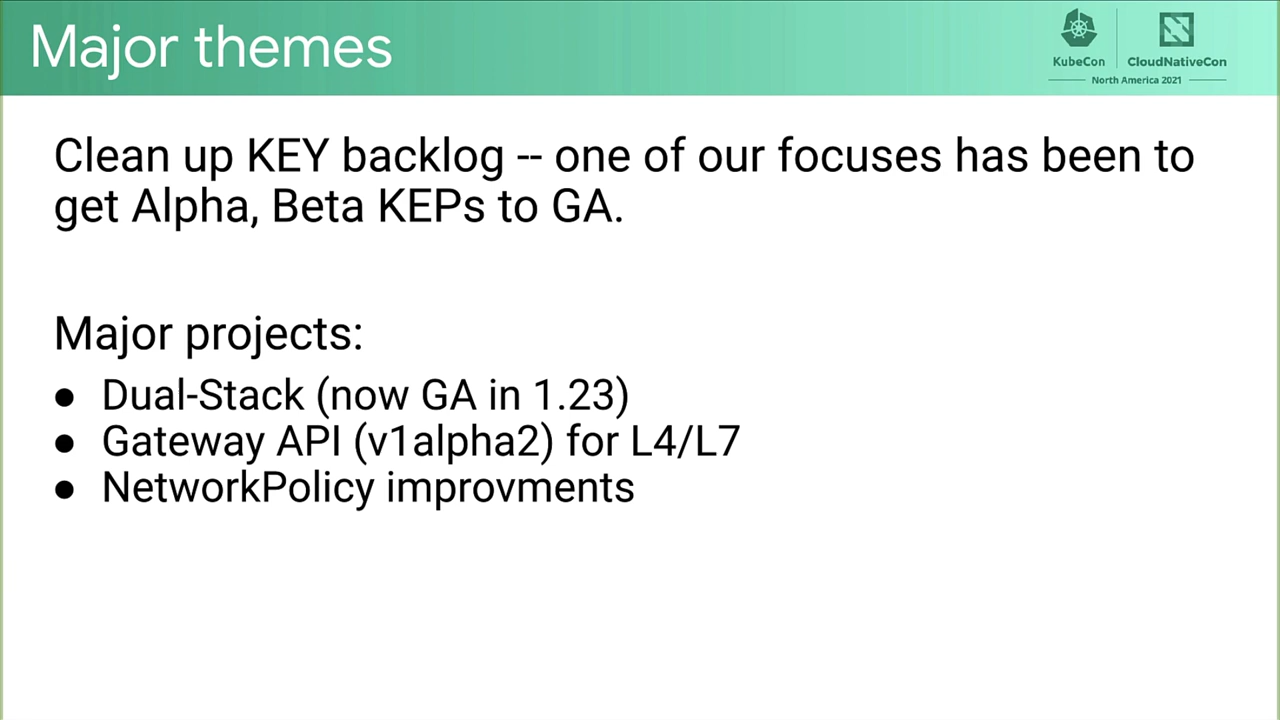 Major themes
KubeCon
CloudNativeCon
North America 2021
Clean up KEY backlog -- one of our focuses has been to
get Alpha, Beta KEPs to GA.
Major projects:
● Dual-Stack (now GA in 1.23)
● Gateway API (v1alpha2) for L4/L7
● NetworkPolicy improvments